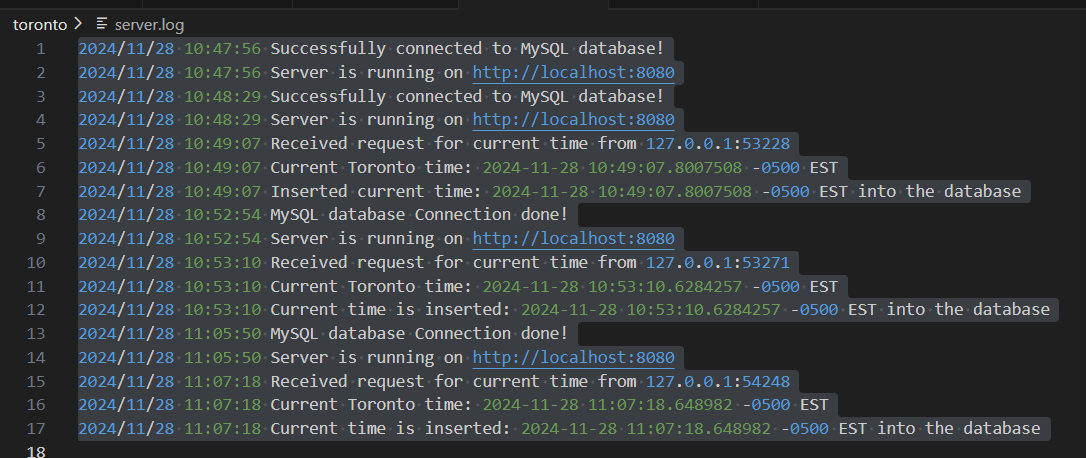 toronto > server.log
1 2024/11/28 10:47:56 Successfully connected to MySQL database!
2 2024/11/28 10:47:56 Server is running on http://localhost:8080
3 2024/11/28 10:48:29 Successfully connected to MySQL database!
4 2024/11/28 10:48:29 Server is running on http://localhost:8080
5 2024/11/28 10:49:07 Received request for current time from 127.0.0.1:53228
6 2024/11/28 10:49:07 Current Toronto time: 2024-11-28 10:49:07.8007508 -0500 EST
7 2024/11/28 10:49:07 Inserted current time: 2024-11-28 10:49:07.8007508 -0500 EST into the database
8 2024/11/28 10:52:54 MySQL database Connection done!
9 2024/11/28 10:52:54 Server is running on http://localhost:8080
10 2024/11/28 10:53:10 Received request for current time from 127.0.0.1:53271
11 2024/11/28 10:53:10 Current Toronto time: 2024-11-28 10:53:10.6284257 -0500 EST
12 2024/11/28 10:53:10 Current time is inserted: 2024-11-28 10:53:10.6284257 -0500 EST into the database
13 2024/11/28 11:05:50 MySQL database Connection done!
14 2024/11/28 11:05:50 Server is running on http://localhost:8080
15 2024/11/28 11:07:18 Received request for current time from 127.0.0.1:54248
16 2024/11/28 11:07:18 Current Toronto time: 2024-11-28 11:07:18.648982 -0500 EST
17 2024/11/28 11:07:18 Current time is inserted: 2024-11-28 11:07:18.648982 -0500 EST into the database
18